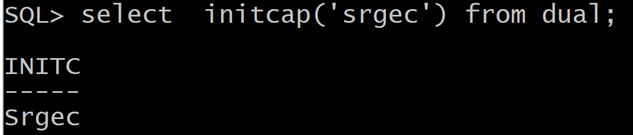 SQL> select  initcap('srgec') from dual;
INITC
-----
Srgec